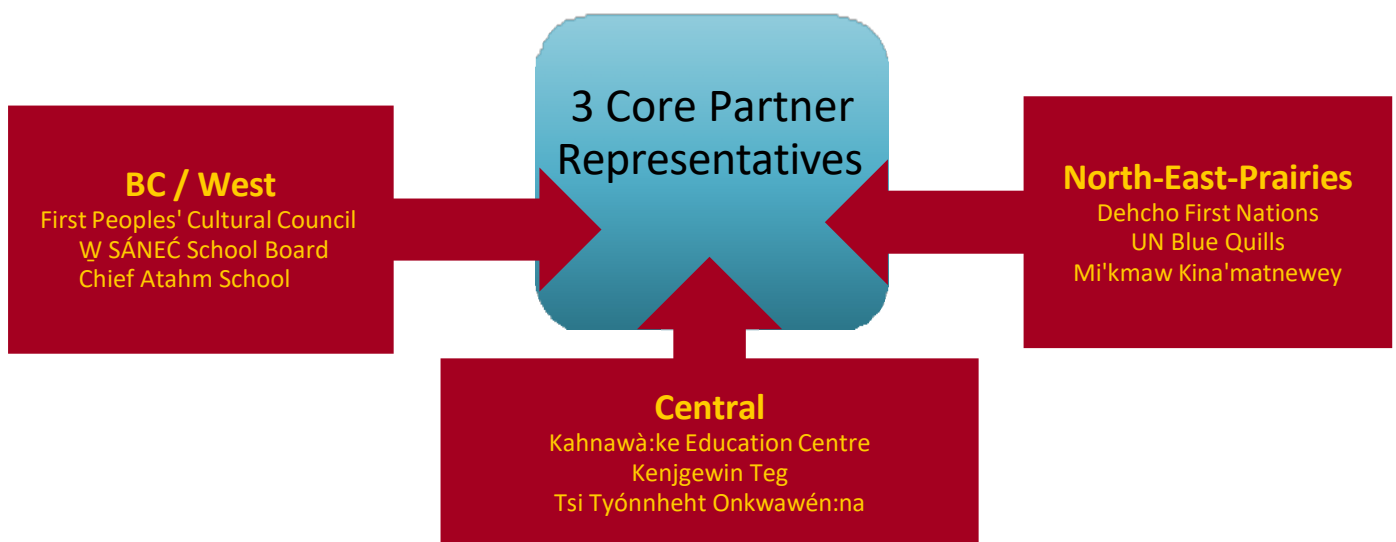 3 Core Partner
Representatives
BC / West
First Peoples' Cultural Council
W̱ SÁNEĆ School Board
Chief Atahm School
North-East-Prairies
Dehcho First Nations
UN Blue Quills
Mi'kmaw Kina'matnewey
Central
Kahnawà:ke Education Centre
Kenjgewin Teg
Tsi Tyónnheht Onkwawén:na